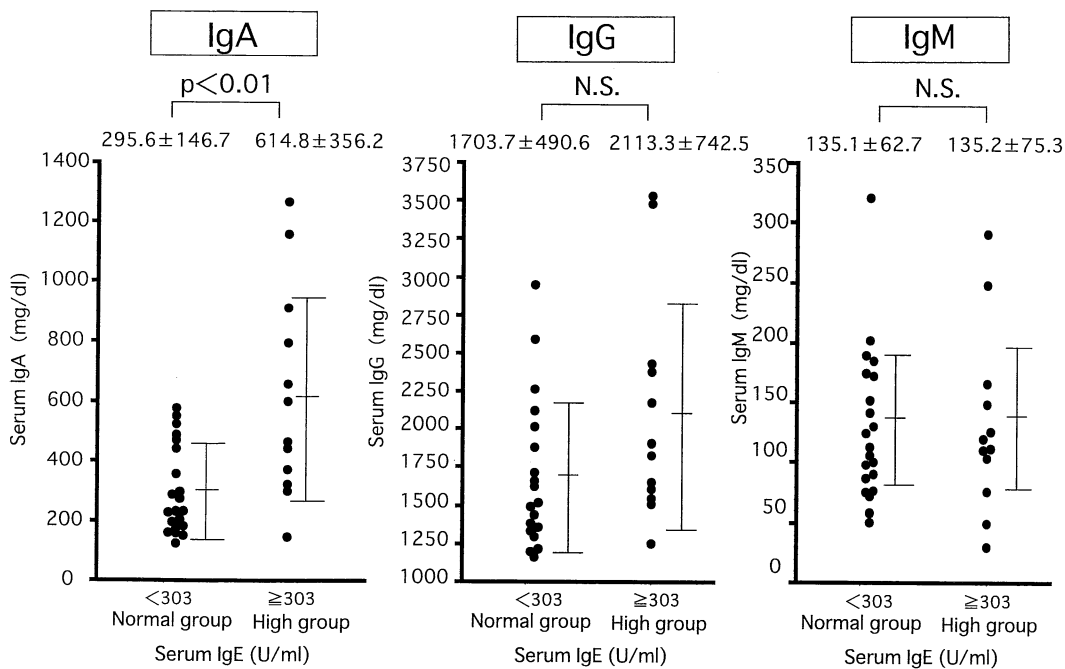 IgA
p<0.01
295.6±146.7 614.8±356.2
Serum IgA (mg/dl)
1400
1200
1000
800
600
400
200
0
<303 ≧303
Normal group High group
Serum IgE (U/ml)
IgG
N.S.
1703.7±490.6 2113.3±742.5
Serum IgG (mg/dl)
3750
3500
3250
3000
2750
2500
2250
2000
1750
1500
1250
1000
<303 ≧303
Normal group High group
Serum IgE (U/ml)
IgM
N.S.
135.1±62.7 135.2±75.3
Serum IgM (mg/dl)
350
300
250
200
150
100
50
0
<303 ≧303
Normal group High group
Serum IgE (U/ml)